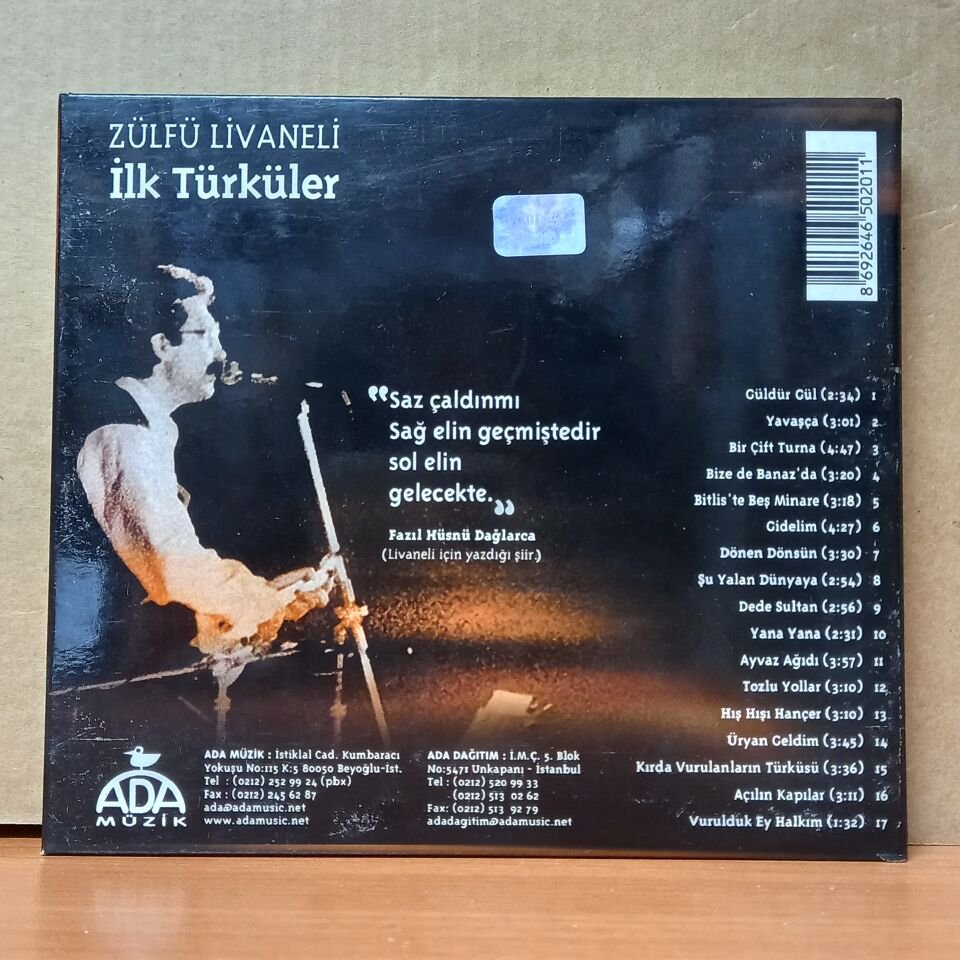 ZÜLFÜ LİVANELİ
İlk Türküler
8 692646 502011
“Saz çaldınmı
Sağ elin geçmiştedir
sol elin
gelecekte.”
Fazıl Hüsnü Dağlarca
(Livaneli için yazdığı şiir.)
Güldür Gül (2:34) 1
Yavaşça (3:01) 2
Bir Çift Turna (4:47) 3
Bize de Banaz'da (3:20) 4
Bitlis'te Beş Minare (3:18) 5
Gidelim (4:27) 6
Dönen Dönsün (3:30) 7
Şu Yalan Dünyaya (2:54) 8
Dede Sultan (2:56) 9
Yana Yana (2:31) 10
Ayvaz Ağıdı (3:57) 11
Tozlu Yollar (3:10) 12
Hış Hışı Hançer (3:10) 13
Üryan Geldim (3:45) 14
Kırda Vurulanların Türküsü (3:36) 15
Açılın Kapılar (3:11) 16
Vurulduk Ey Halkım (1:32) 17
ADA
MÜZİK
ADA MÜZİK : İstiklal Cad. Kumbaracı
Yokuşu No:115 K:5 80050 Beyoğlu-İst.
Tel : (0212) 252 99 24 (pbx)
Fax : (0212) 245 62 87
ada@adamusic.net
www.adamusic.net
ADA DAĞITIM : İ.M.Ç. 5. Blok
No:5471 Unkapanı - İstanbul
Tel : (0212) 520 99 33
(0212) 513 02 62
Fax: (0212) 513 92 79
adadagitim@adamusic.net